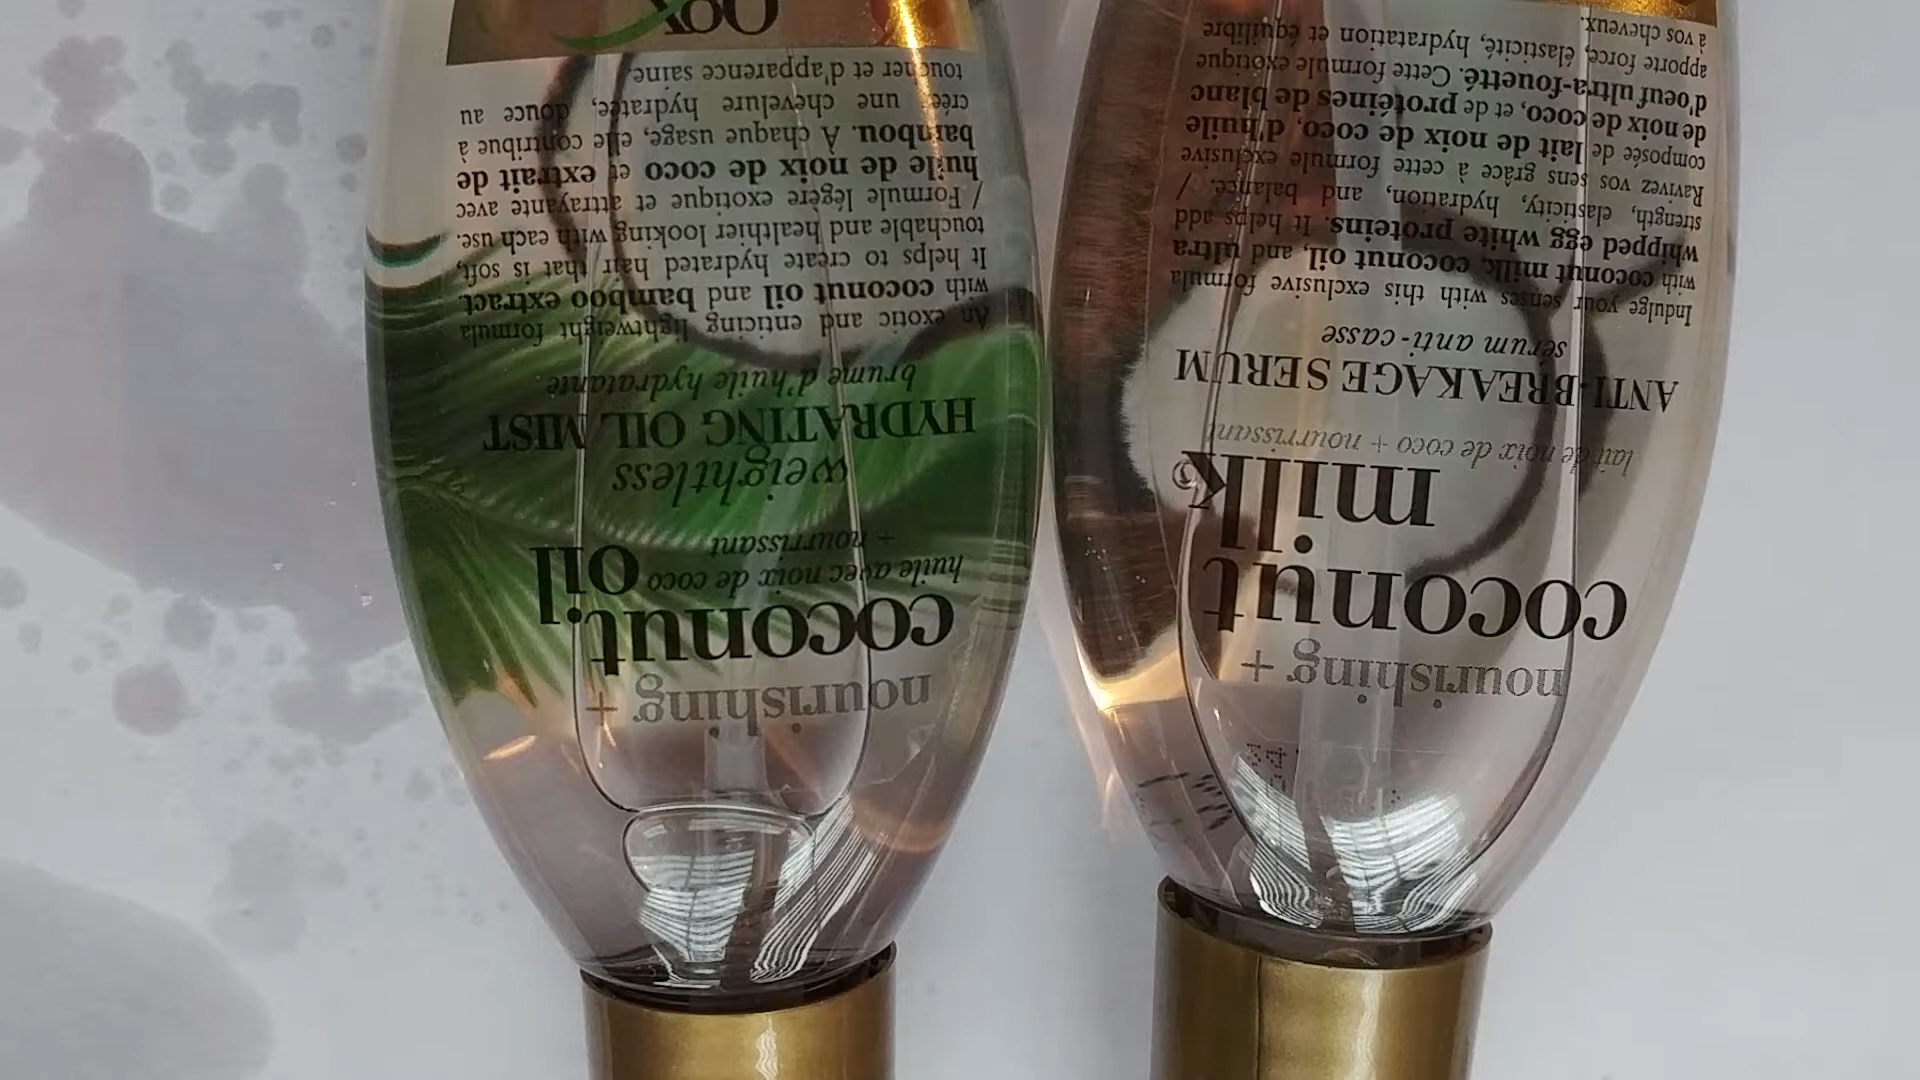 nourishing +
coconut
oil
huile avec noix de coco
+ nourrissant
weightless
HYDRATING OIL MIST
brume d'huile hydratante
An exotic and enticing lightweight formula
with coconut oil and bamboo extract.
It helps to create hydrated hair that is soft,
touchable and healthier looking with each use.
/ Formule légère exotique et attrayante avec
huile de noix de coco et extrait de
bambou. À chaque usage, elle contribue à
créer une chevelure hydratée, douce au
toucher et d'apparence saine.
OGX
nourishing +
coconut
milk®
lait de noix de coco + nourrissant
ANTI-BREAKAGE SERUM
sérum anti-casse
Indulge your senses with this exclusive formula
with coconut milk, coconut oil, and ultra
whipped egg white proteins. It helps add
strength, elasticity, hydration, and balance. /
Ravivez vos sens grâce à cette formule exclusive
composée de lait de noix de coco, d'huile
de noix de coco, et de protéines de blanc
d'oeuf ultra-fouetté. Cette formule exotique
apporte force, élasticité, hydratation et équilibre
à vos cheveux.